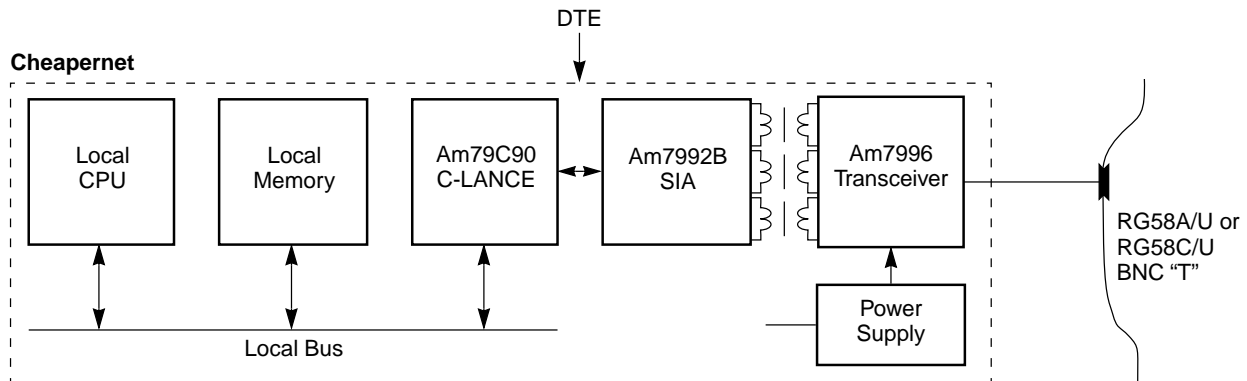 DTE
Cheapernet
Local
CPU
Local
Memory
Am79C90
C-LANCE
Am7992B
SIA
Am7996
Transceiver
RG58A/U or
RG58C/U
BNC “T”
Power
Supply
Local Bus